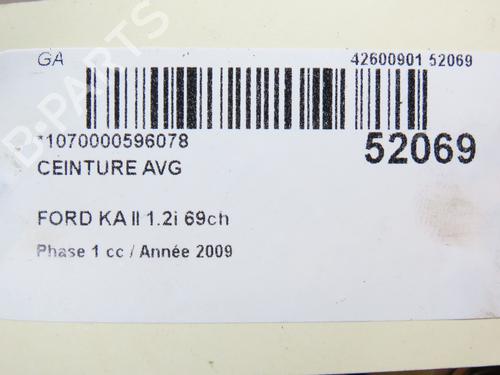 GA 42600901 52069
*1070000596078 52069
CEINTURE AVG
FORD KA II 1.2i 69ch
Phase 1 cc / Année 2009
B-PARTS